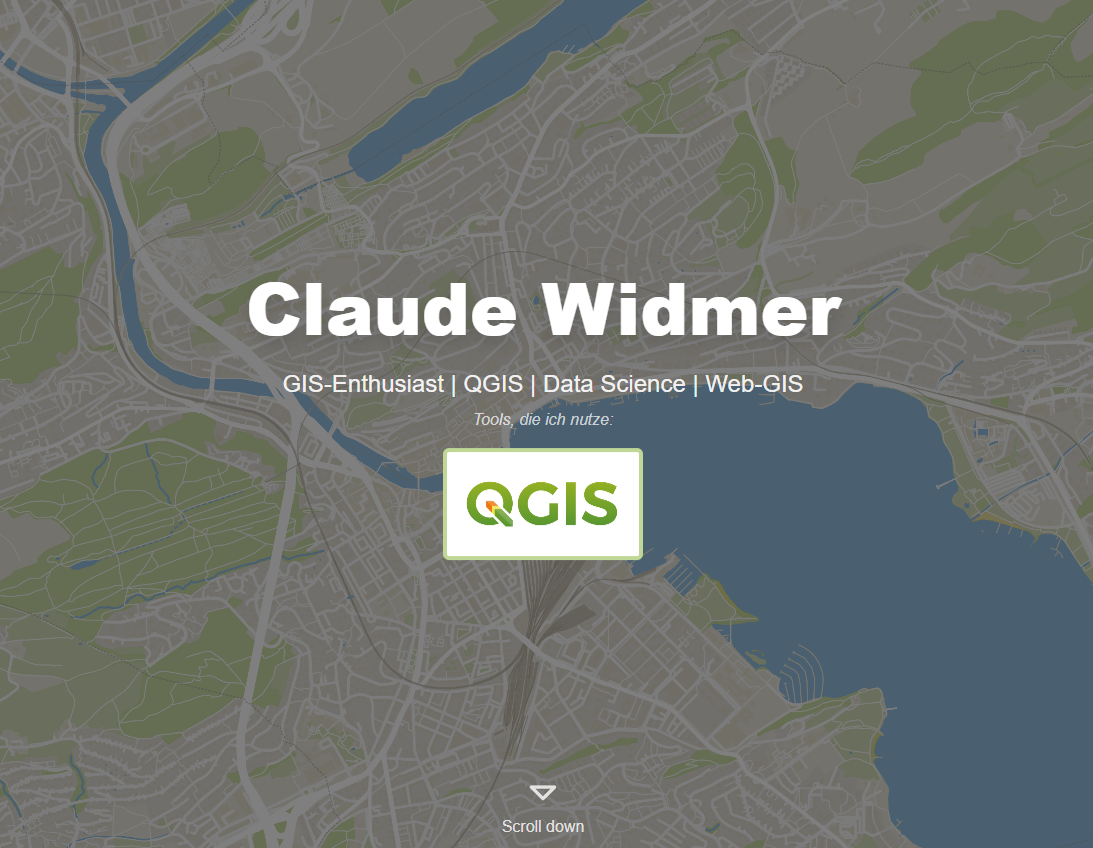 Claude Widmer
GIS-Enthusiast | QGIS | Data Science | Web-GIS
Tools, die ich nutze:
QGIS
Scroll down